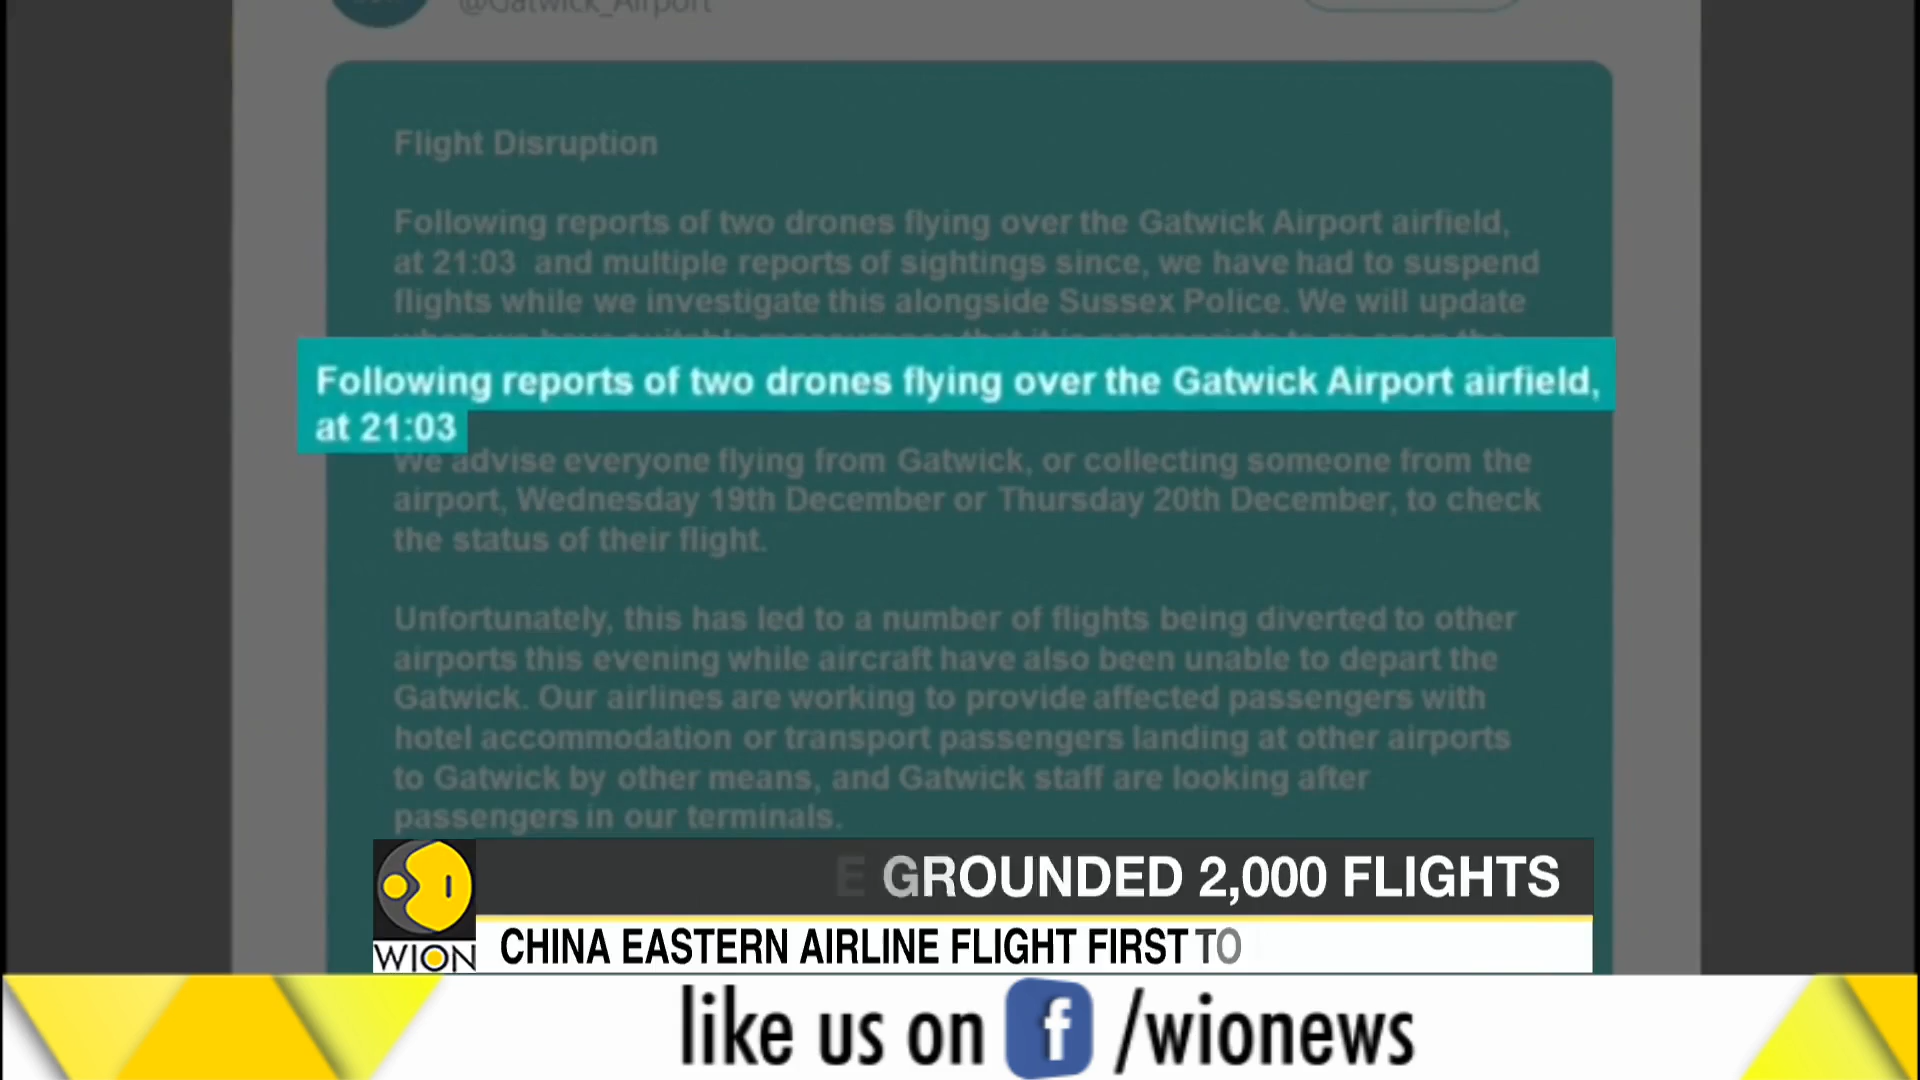 @Gatwick_Airport
Flight Disruption
Following reports of two drones flying over the Gatwick Airport airfield,
at 21:03 and multiple reports of sightings since, we have had to suspend
flights while we investigate this alongside Sussex Police. We will update
Following reports of two drones flying over the Gatwick Airport airfield,
at 21:03
We advise everyone flying from Gatwick, or collecting someone from the
airport, Wednesday 19th December or Thursday 20th December, to check
the status of their flight.
Unfortunately, this has led to a number of flights being diverted to other
airports this evening while aircraft have also been unable to depart the
Gatwick. Our airlines are working to provide affected passengers with
hotel accommodation or transport passengers landing at other airports
to Gatwick by other means, and Gatwick staff are looking after
passengers in our terminals.
E GROUNDED 2,000 FLIGHTS
WION
CHINA EASTERN AIRLINE FLIGHT FIRST TO
like us on f /wionews